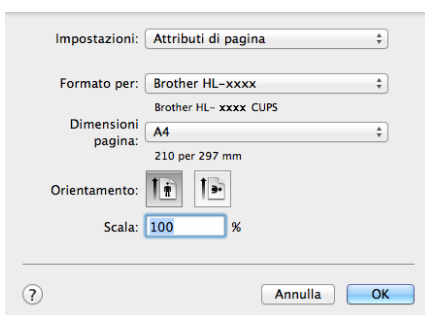 Impostazioni: Attributi di pagina
Formato per: Brother HL-xxxx
Brother HL- xxxx CUPS
Dimensioni pagina: A4
210 per 297 mm
Orientamento:
Scala: 100 %
? Annulla OK